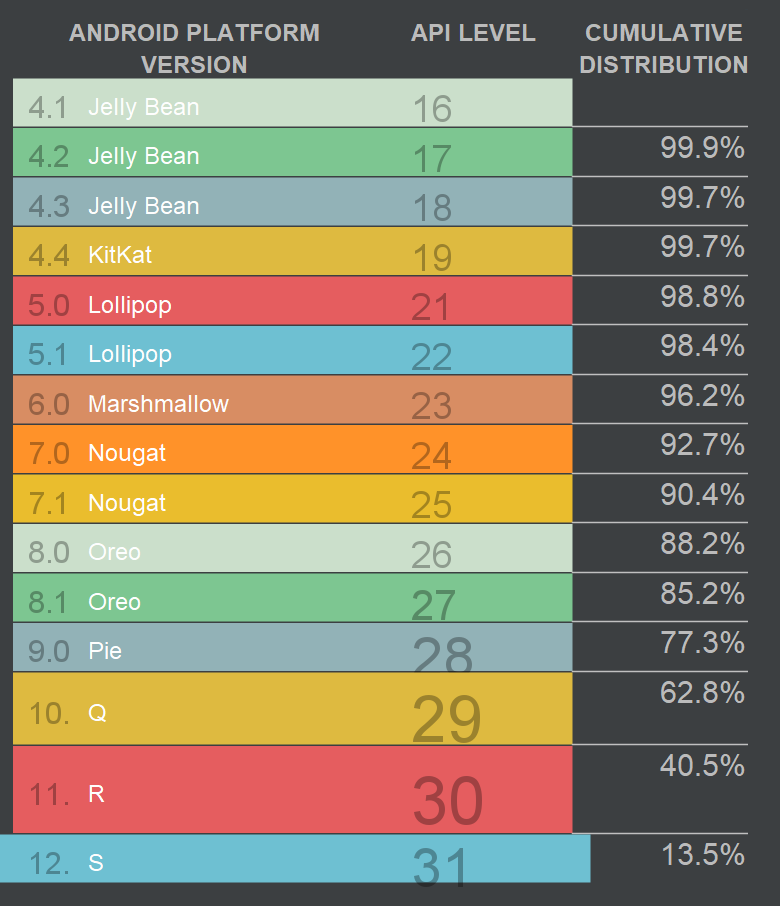 ANDROID PLATFORM VERSION API LEVEL CUMULATIVE DISTRIBUTION
4.1 Jelly Bean 16
4.2 Jelly Bean 17 99.9%
4.3 Jelly Bean 18 99.7%
4.4 KitKat 19 99.7%
5.0 Lollipop 21 98.8%
5.1 Lollipop 22 98.4%
6.0 Marshmallow 23 96.2%
7.0 Nougat 24 92.7%
7.1 Nougat 25 90.4%
8.0 Oreo 26 88.2%
8.1 Oreo 27 85.2%
9.0 Pie 28 77.3%
10. Q 29 62.8%
11. R 30 40.5%
12. S 31 13.5%